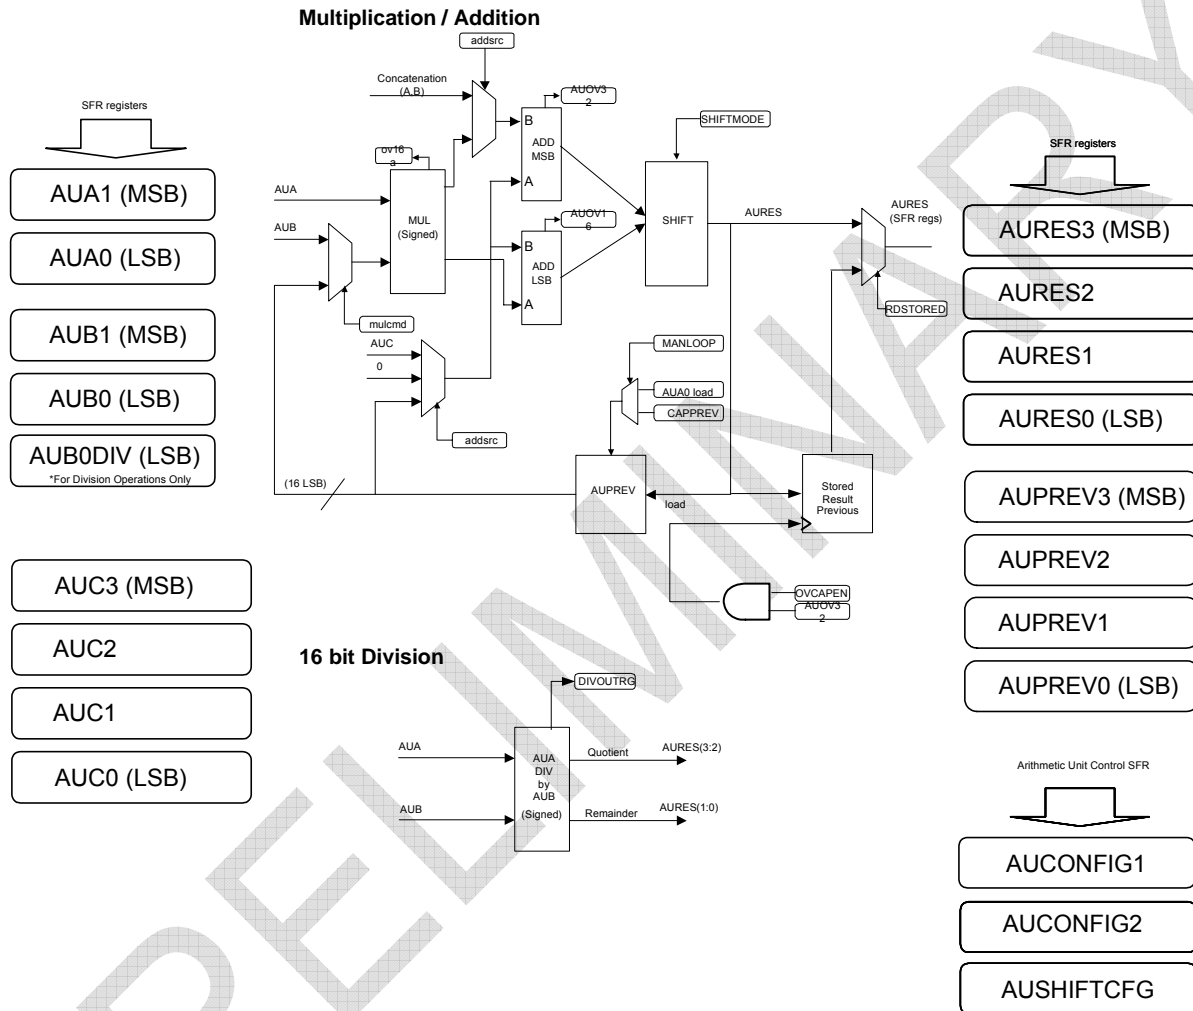 Multiplication / Addition
addsrc
Concatenation
(A,B)
AUOV3
2
B
ADD
MSB
A
SHIFTMODE
ov16
a
AUA
MUL
(Signed)
AUB
AUOV1
6
B
ADD
LSB
A
SHIFT
AURES
AURES
(SFR regs)
RDSTORED
mulcmd
AUC
0
addsrc
MANLOOP
AUA0 load
CAPPREV
(16 LSB)
AUPREV
load
Stored
Result
Previous
OVCAPEN
AUOV3
2
16 bit Division
DIVOUTRG
AUA
AUB
AUA
DIV
by
AUB
(Signed)
Quotient
AURES(3:2)
Remainder
AURES(1:0)
SFR registers
AUA1 (MSB)
AUA0 (LSB)
AUB1 (MSB)
AUB0 (LSB)
AUB0DIV (LSB)
*For Division Operations Only
AUC3 (MSB)
AUC2
AUC1
AUC0 (LSB)
SFR registers
AURES3 (MSB)
AURES2
AURES1
AURES0 (LSB)
AUPREV3 (MSB)
AUPREV2
AUPREV1
AUPREV0 (LSB)
Arithmetic Unit Control SFR
AUCONFIG1
AUCONFIG2
AUSHIFTCFG
PRELIMINARY